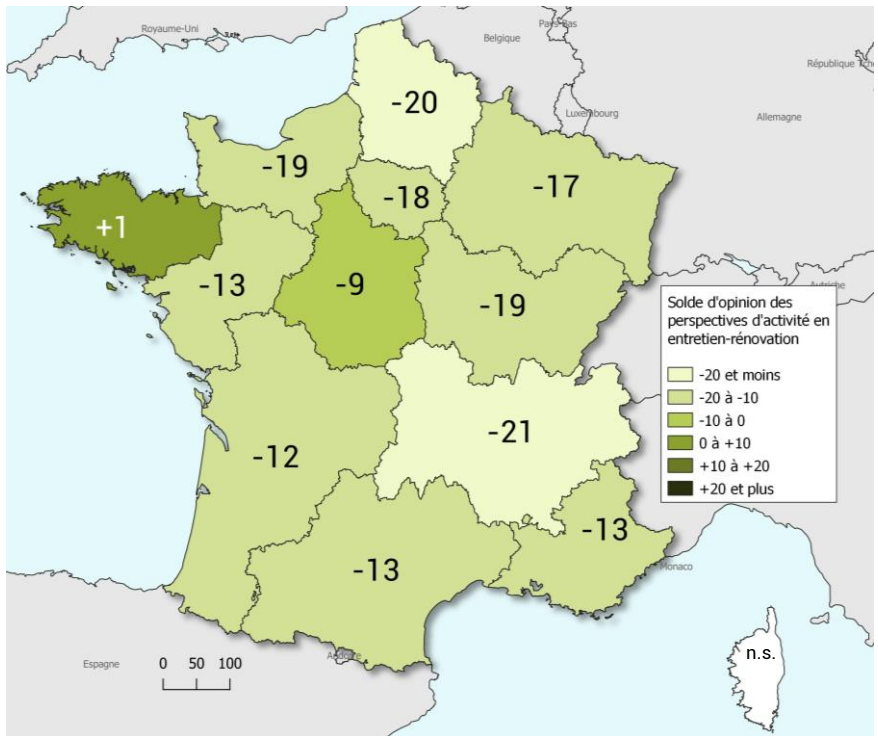 Royaume-Uni
Pays-Bas
Belgique
République Tche
Luxembourg
Allemagne
-20
-19
-18
-17
+1
-13
-9
-19
Autriche
Solde d'opinion des
perspectives d'activité en
entretien-rénovation
-20 et moins
-20 à -10
-10 à 0
0 à +10
+10 à +20
+20 et plus
-21
-12
-13
-13
Monaco
Andorre
Espagne
0 50 100
n.s.